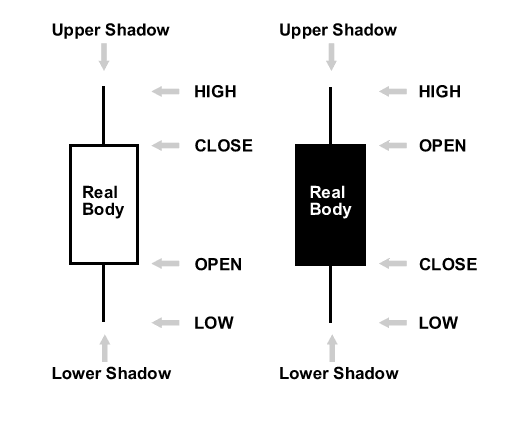 Upper Shadow
HIGH
CLOSE
Real
Body
OPEN
LOW
Lower Shadow
Upper Shadow
HIGH
OPEN
Real
Body
CLOSE
LOW
Lower Shadow